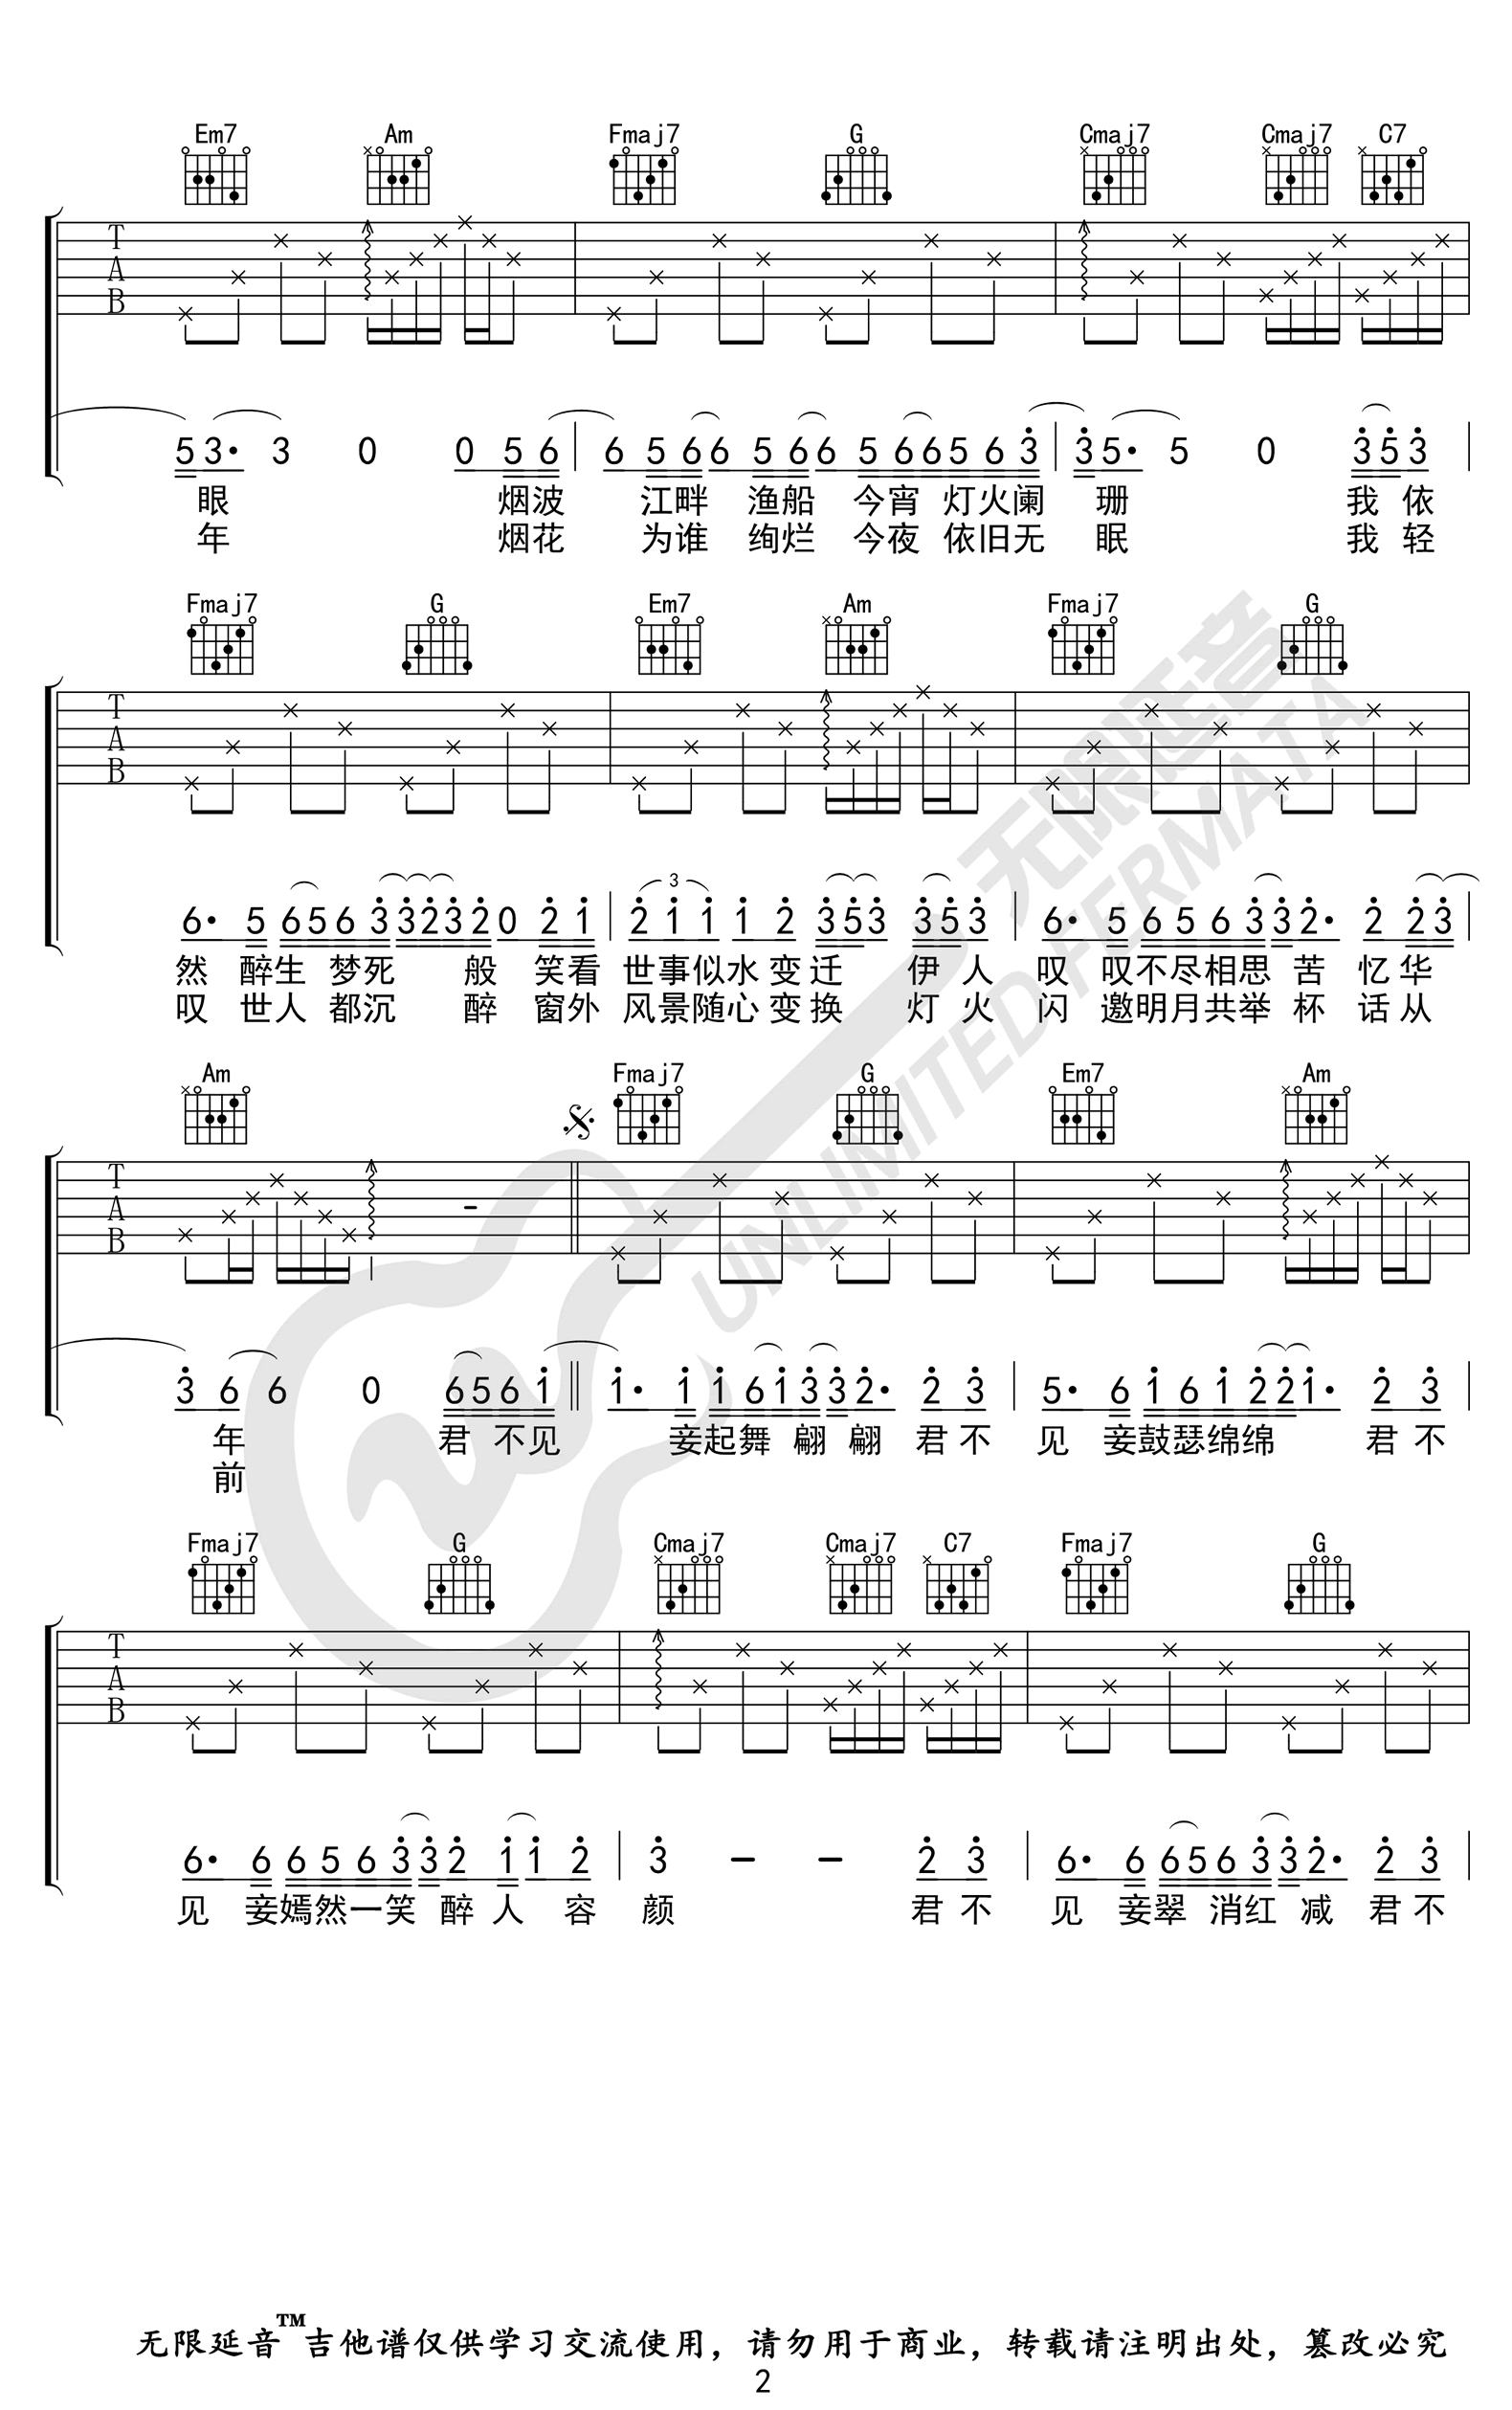 Em7 Am Fmaj7 G Cmaj7 Cmaj7 C7
T
A
B
5 3· 3 0 0 5 6 | 6 5 6 6 5 6 6 5 6 6 5 6 3 | 3 5· 5 0 3 5 3 |
眼 烟波 江畔 渔船 今宵 灯火阑 珊 我 依
年 烟花 为谁 绚烂 今夜 依旧无 眠 我 轻
Fmaj7 G Em7 Am Fmaj7 G
T
A
B
3
6· 5 6 5 6 3 3 2 3 2 0 2 1 | 2 1 1 1 2 3 5 3 3 5 3 | 6· 5 6 5 6 3 3 2· 2 2 3 |
然 醉生 梦死 般 笑看 世事似水 变 迁 伊 人 叹 叹不尽相思 苦 忆 华
叹 世人 都沉 醉 窗外 风景随心 变 换 灯 火 闪 邀明月共举 杯 话 从
无限延音
UNLIMITED FERMATA
Am Fmaj7 G Em7 Am
T
A
B
3 6 6 0 6 5 6 1 || 1· 1 1 6 1 3 3 2· 2 3 | 5· 6 1 6 1 2 2 1· 2 3 |
年 君 不见 妾起舞 翩 翩 君 不 见 妾鼓瑟绵绵 君 不
前
Fmaj7 G Cmaj7 Cmaj7 C7 Fmaj7 G
T
A
B
6· 6 6 5 6 3 3 2 1 1 2 | 3 – – 2 3 | 6· 6 6 5 6 3 3 2· 2 3 |
见 妾嫣然一笑 醉 人 容 颜 君 不 见 妾翠 消红 减 君 不
无限延音™吉他谱仅供学习交流使用，请勿用于商业，转载请注明出处，篡改必究
2